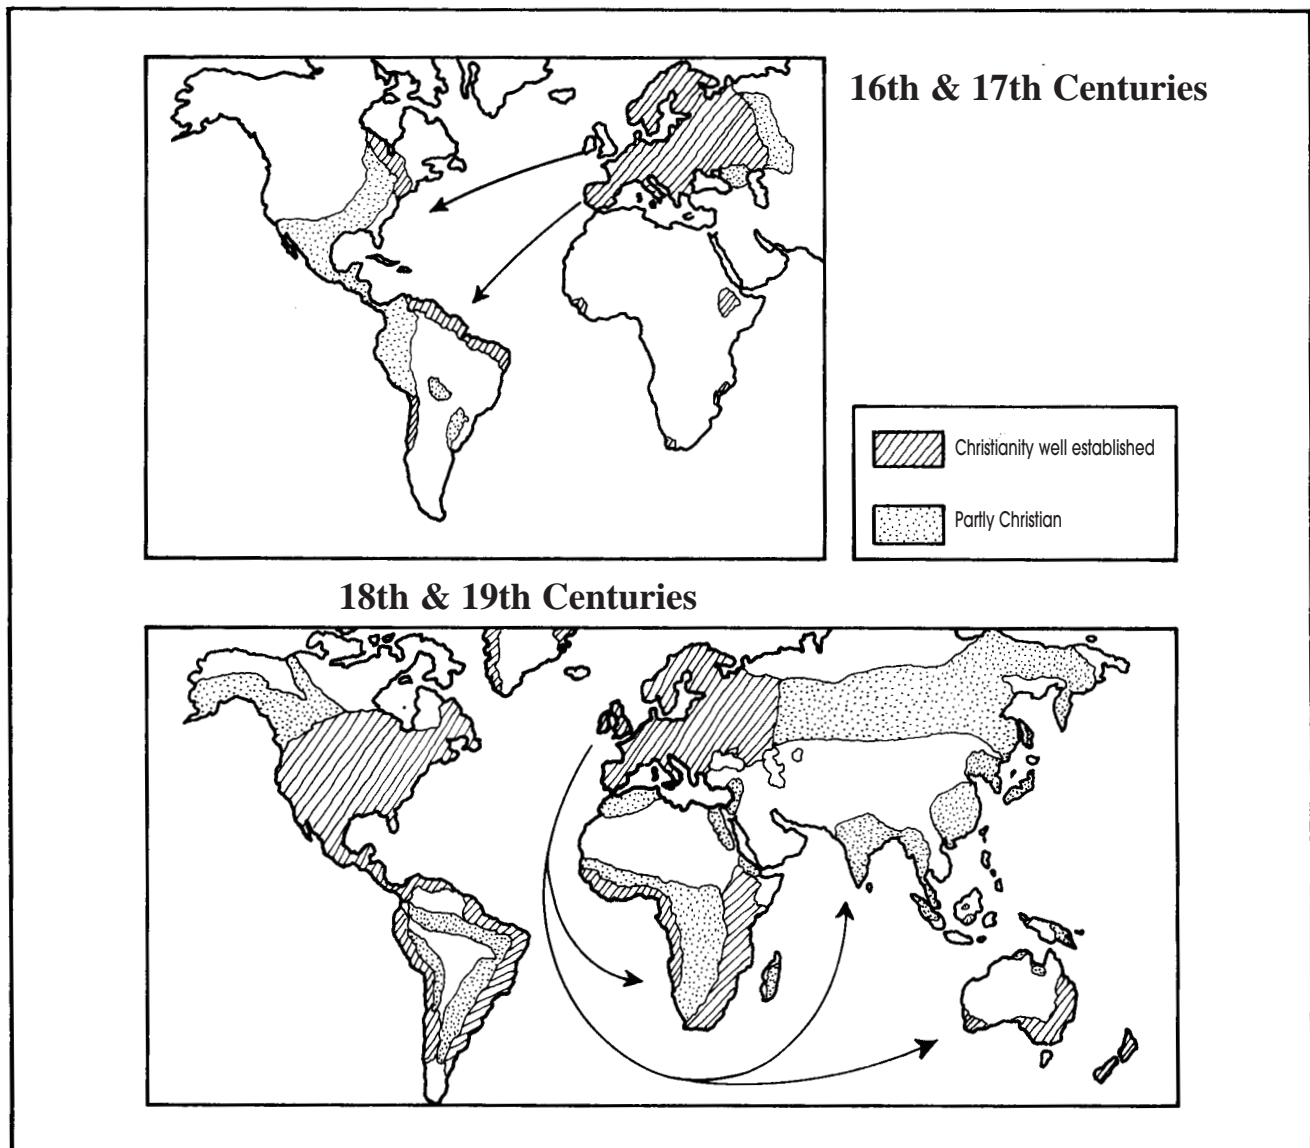 16th & 17th Centuries
Christianity well established
Partly Christian
18th & 19th Centuries